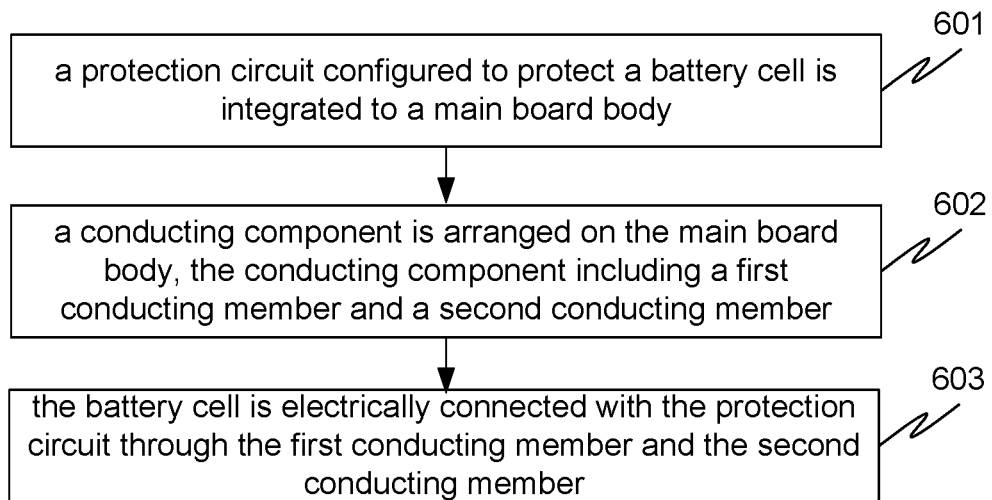 601
a protection circuit configured to protect a battery cell is
integrated to a main board body
602
a conducting component is arranged on the main board
body, the conducting component including a first
conducting member and a second conducting member
603
the battery cell is electrically connected with the protection
circuit through the first conducting member and the second
conducting member